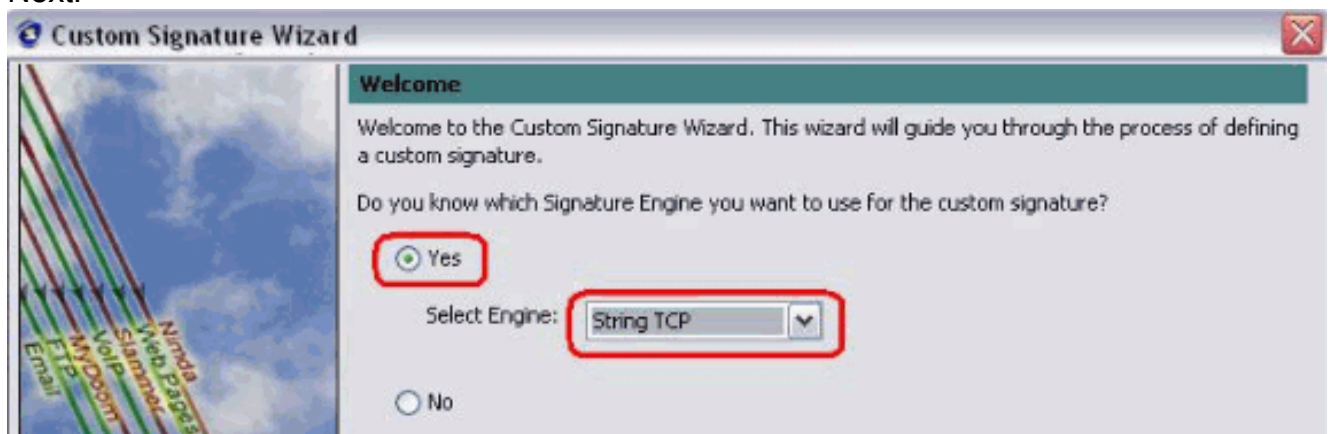 Next.
Custom Signature Wizard
Welcome
Welcome to the Custom Signature Wizard. This wizard will guide you through the process of defining
a custom signature.
Do you know which Signature Engine you want to use for the custom signature?
Yes
Select Engine: String TCP
No
Nimda
Web Pages
Slammer
VoIP
MyDoom
FTP
Email